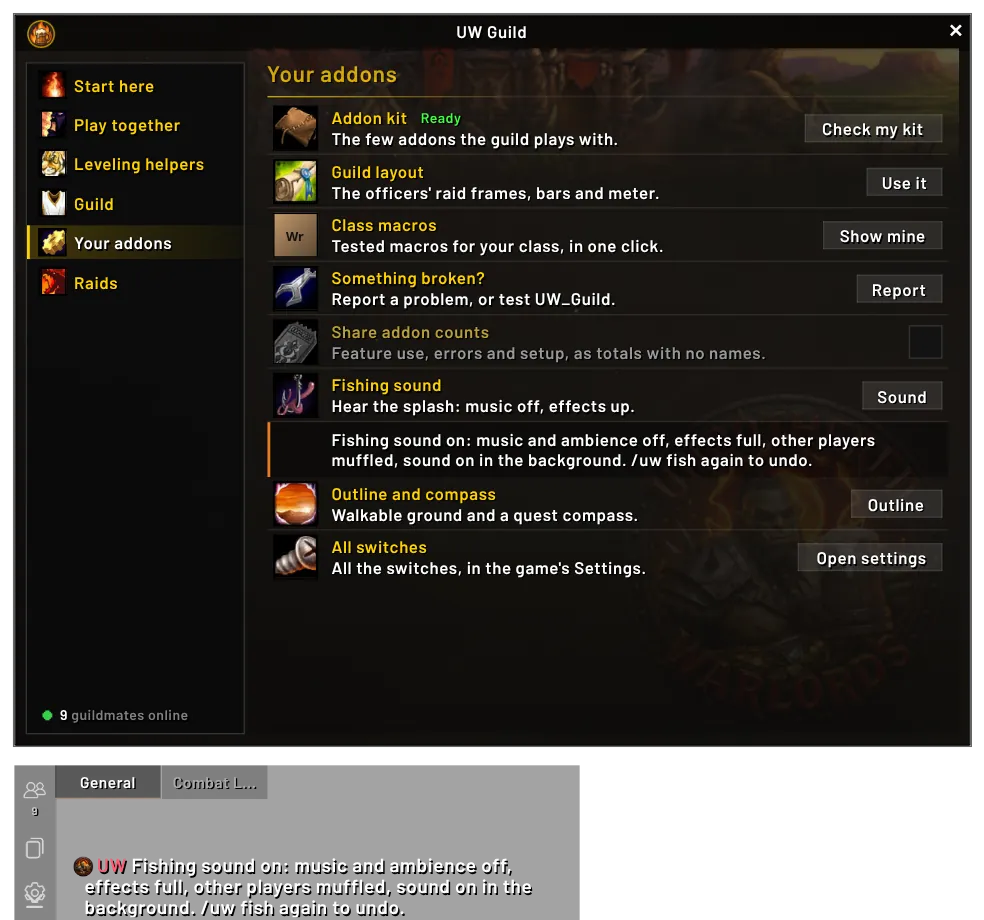 UW Guild
Start here
Play together
Leveling helpers
Guild
Your addons
Raids
9 guildmates online
Your addons
Addon kit Ready
The few addons the guild plays with.
Check my kit
Guild layout
The officers' raid frames, bars and meter.
Use it
Wr
Class macros
Tested macros for your class, in one click.
Show mine
Something broken?
Report a problem, or test UW_Guild.
Report
Share addon counts
Feature use, errors and setup, as totals with no names.
Fishing sound
Hear the splash: music off, effects up.
Sound
Fishing sound on: music and ambience off, effects full, other players
muffled, sound on in the background. /uw fish again to undo.
Outline and compass
Walkable ground and a quest compass.
Outline
All switches
All the switches, in the game's Settings.
Open settings
WARLORDS
General
Combat L...
9
UW Fishing sound on: music and ambience off,
effects full, other players muffled, sound on in the
background. /uw fish again to undo.